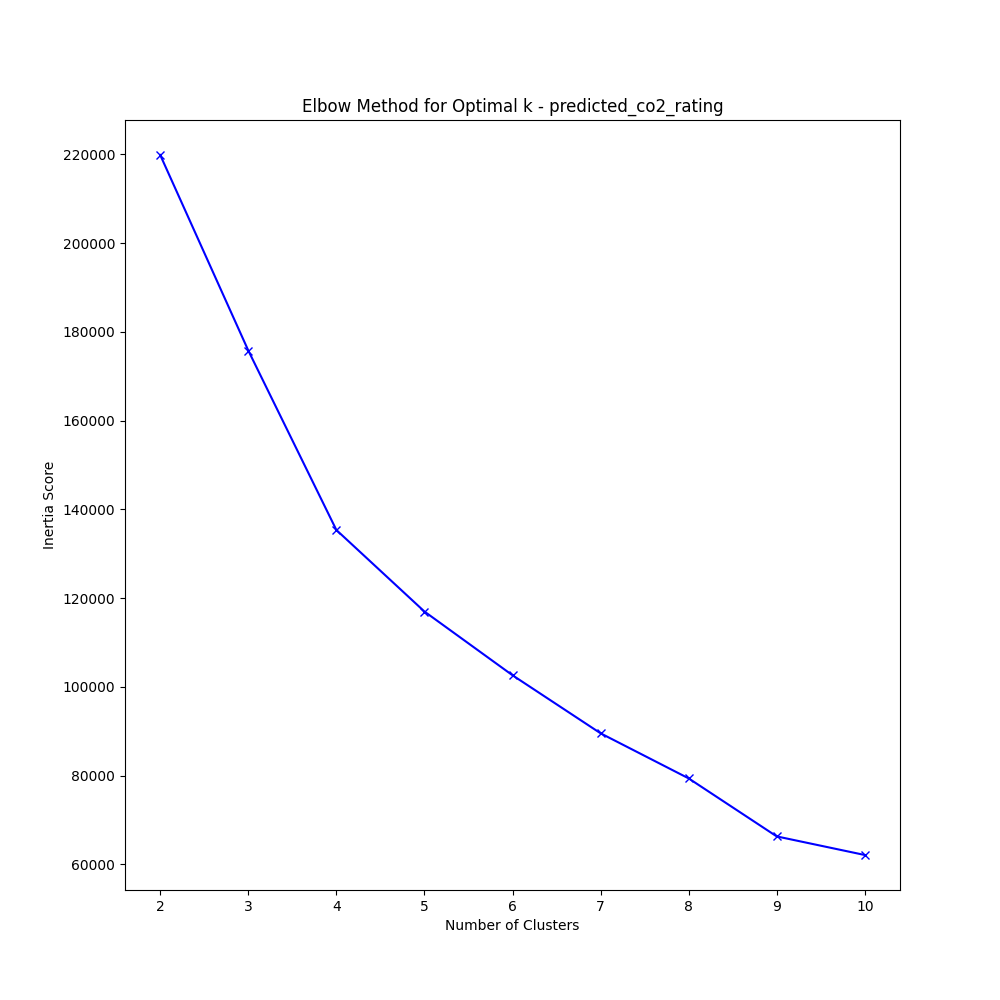 Elbow Method for Optimal k - predicted_co2_rating
220000
200000
180000
160000
140000
120000
100000
80000
60000
Inertia Score
2 3 4 5 6 7 8 9 10
Number of Clusters